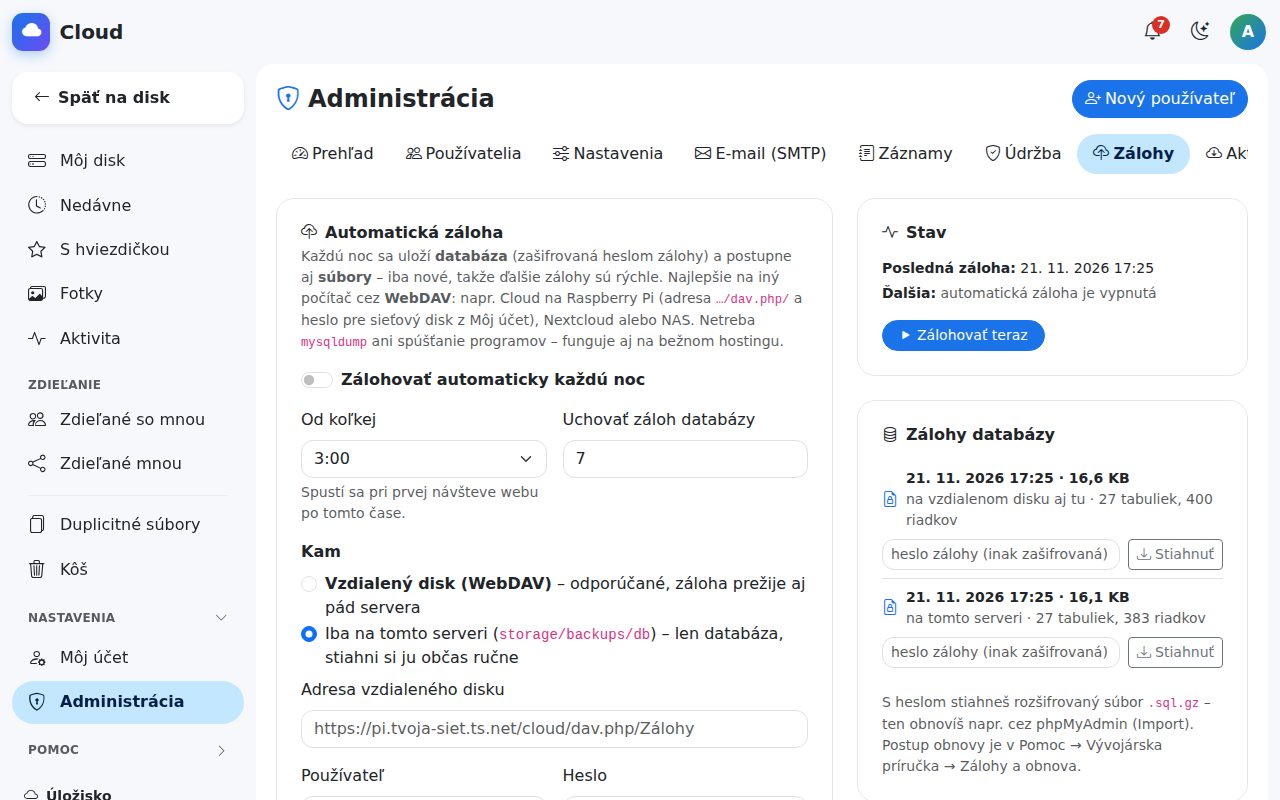 Cloud
7
A
Späť na disk
Môj disk
Nedávne
S hviezdičkou
Fotky
Aktivita
ZDIEĽANIE
Zdieľané so mnou
Zdieľané mnou
Duplicitné súbory
Kôš
NASTAVENIA
Môj účet
Administrácia
POMOC
Úložisko
Administrácia
Nový používateľ
Prehľad
Používatelia
Nastavenia
E-mail (SMTP)
Záznamy
Údržba
Zálohy
Automatická záloha
Každú noc sa uloží databáza (zašifrovaná heslom zálohy) a postupne
aj súbory – iba nové, takže ďalšie zálohy sú rýchle. Najlepšie na iný
počítač cez WebDAV: napr. Cloud na Raspberry Pi (adresa …/dav.php/ a
heslo pre sieťový disk z Môj účet), Nextcloud alebo NAS. Netreba
mysqldump ani spúšťanie programov – funguje aj na bežnom hostingu.
Zálohovať automaticky každú noc
Od koľkej
Uchovať záloh databázy
3:00
7
Spustí sa pri prvej návšteve webu
po tomto čase.
Kam
Vzdialený disk (WebDAV) – odporúčané, záloha prežije aj
pád servera
Iba na tomto serveri (storage/backups/db) – len databáza,
stiahni si ju občas ručne
Adresa vzdialeného disku
https://pi.tvoja-siet.ts.net/cloud/dav.php/Zálohy
Používateľ
Heslo
Stav
Posledná záloha: 21. 11. 2026 17:25
Ďalšia: automatická záloha je vypnutá
Zálohovať teraz
Zálohy databázy
21. 11. 2026 17:25 · 16,6 KB
na vzdialenom disku aj tu · 27 tabuliek, 400
riadkov
heslo zálohy (inak zašifrovaná)
Stiahnuť
21. 11. 2026 17:25 · 16,1 KB
na tomto serveri · 27 tabuliek, 383 riadkov
heslo zálohy (inak zašifrovaná)
Stiahnuť
S heslom stiahneš rozšifrovaný súbor .sql.gz –
ten obnovíš napr. cez phpMyAdmin (Import).
Postup obnovy je v Pomoc → Vývojárska
príručka → Zálohy a obnova.